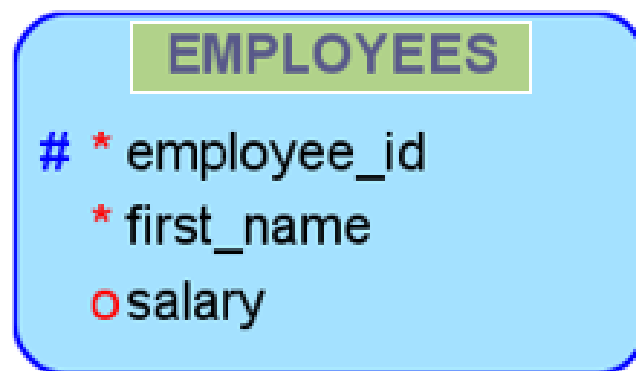 EMPLOYEES
# * employee_id
* first_name
o salary